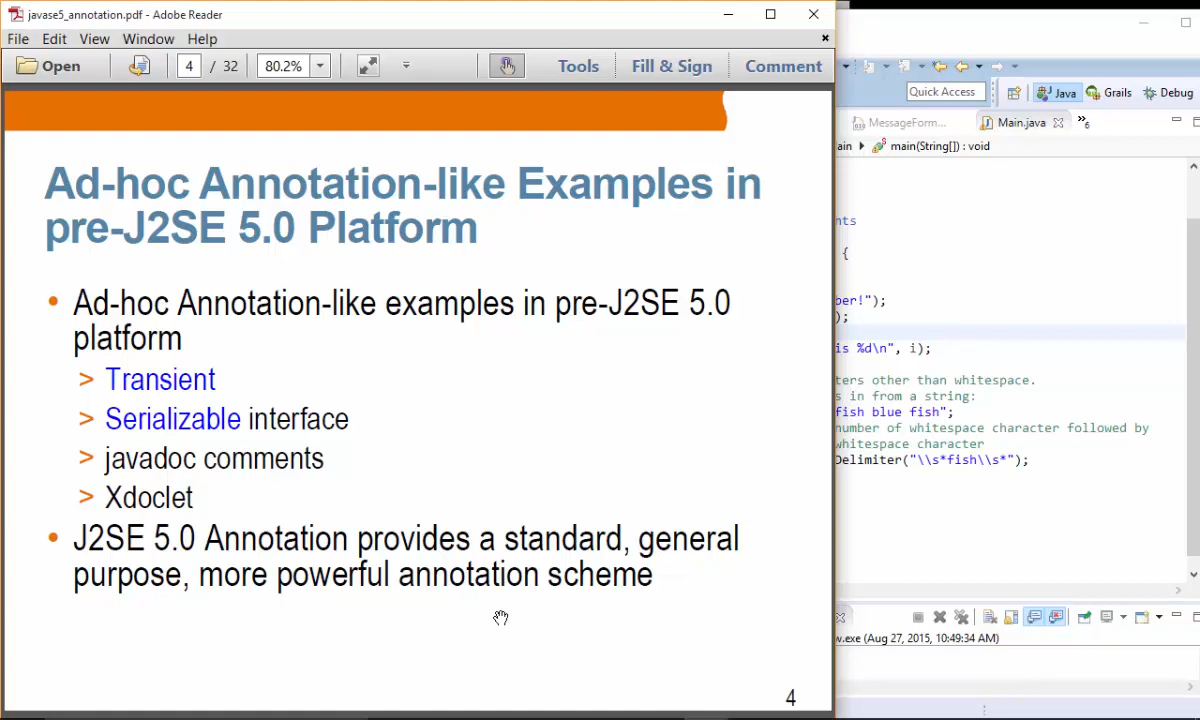 javase5_annotation.pdf - Adobe Reader
File Edit View Window Help
Open 4 / 32 80.2% Tools Fill & Sign Comment
Ad-hoc Annotation-like Examples in
pre-J2SE 5.0 Platform
• Ad-hoc Annotation-like examples in pre-J2SE 5.0
platform
> Transient
> Serializable interface
> javadoc comments
> Xdoclet
• J2SE 5.0 Annotation provides a standard, general
purpose, more powerful annotation scheme
4
Quick Access Java Grails Debug
MessageForm... Main.java 6
ain main(String[]) : void
nts
{
ber!");
);
is %d\n", i);
ters other than whitespace.
s in from a string:
fish blue fish";
number of whitespace character followed by
whitespace character
Delimiter("\\s*fish\\s*");
w.exe (Aug 27, 2015, 10:49:34 AM)